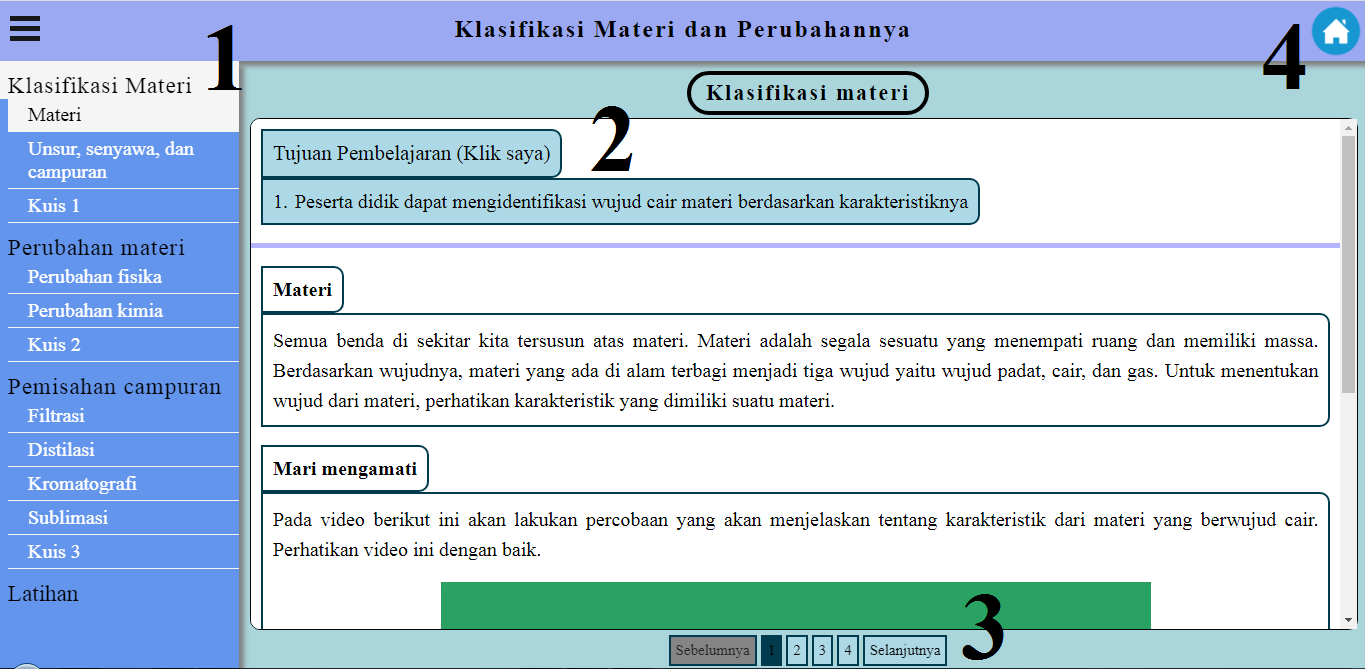 Klasifikasi Materi dan Perubahannya
1
4
Klasifikasi Materi
Materi
Unsur, senyawa, dan
campuran
Kuis 1
Perubahan materi
Perubahan fisika
Perubahan kimia
Kuis 2
Pemisahan campuran
Filtrasi
Distilasi
Kromatografi
Sublimasi
Kuis 3
Latihan
Klasifikasi materi
2
Tujuan Pembelajaran (Klik saya)
1. Peserta didik dapat mengidentifikasi wujud cair materi berdasarkan karakteristiknya
Materi
Semua benda di sekitar kita tersusun atas materi. Materi adalah segala sesuatu yang menempati ruang dan memiliki massa.
Berdasarkan wujudnya, materi yang ada di alam terbagi menjadi tiga wujud yaitu wujud padat, cair, dan gas. Untuk menentukan
wujud dari materi, perhatikan karakteristik yang dimiliki suatu materi.
Mari mengamati
Pada video berikut ini akan lakukan percobaan yang akan menjelaskan tentang karakteristik dari materi yang berwujud cair.
Perhatikan video ini dengan baik.
3
Sebelumnya 1 2 3 4 Selanjutnya